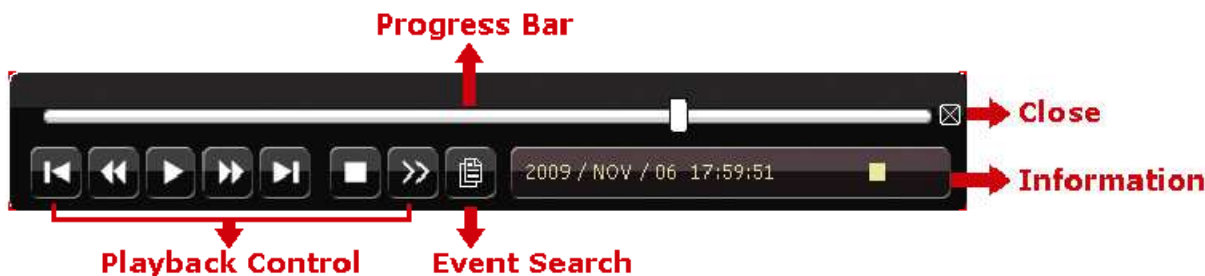 Progress Bar
Close
2009 / NOV / 06 17:59:51
Information
Playback Control
Event Search